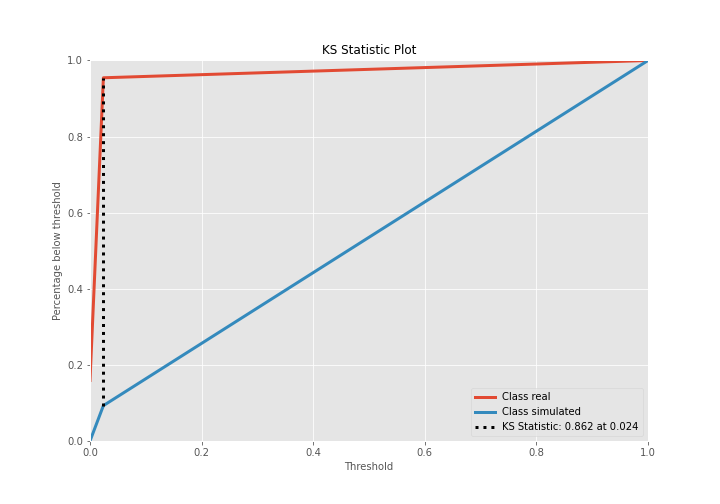 KS Statistic Plot
1.0
0.8
0.6
0.4
0.2
0.0
Percentage below threshold
Class real
Class simulated
KS Statistic: 0.862 at 0.024
0.0 0.2 0.4 0.6 0.8 1.0
Threshold